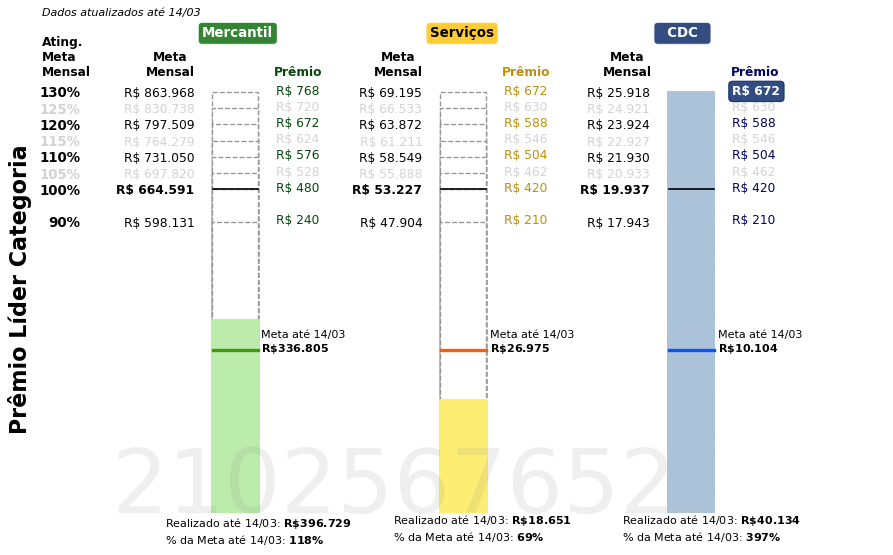 Dados atualizados até 14/03
Mercantil
Serviços
CDC
Ating.
Meta
Mensal
Meta
Mensal
Prêmio
Meta
Mensal
Prêmio
Meta
Mensal
Prêmio
130% R$ 863.968 R$ 768 R$ 69.195 R$ 672 R$ 25.918 R$ 672
125% R$ 830.738 R$ 720 R$ 66.533 R$ 630 R$ 24.921 R$ 630
120% R$ 797.509 R$ 672 R$ 63.872 R$ 588 R$ 23.924 R$ 588
115% R$ 764.279 R$ 624 R$ 61.211 R$ 546 R$ 22.927 R$ 546
110% R$ 731.050 R$ 576 R$ 58.549 R$ 504 R$ 21.930 R$ 504
105% R$ 697.820 R$ 528 R$ 55.888 R$ 462 R$ 20.933 R$ 462
100% R$ 664.591 R$ 480 R$ 53.227 R$ 420 R$ 19.937 R$ 420
90% R$ 598.131 R$ 240 R$ 47.904 R$ 210 R$ 17.943 R$ 210
Prêmio Líder Categoria
Meta até 14/03
R$336.805
Meta até 14/03
R$26.975
Meta até 14/03
R$10.104
2102567652
Realizado até 14/03: R$396.729
% da Meta até 14/03: 118%
Realizado até 14/03: R$18.651
% da Meta até 14/03: 69%
Realizado até 14/03: R$40.134
% da Meta até 14/03: 397%